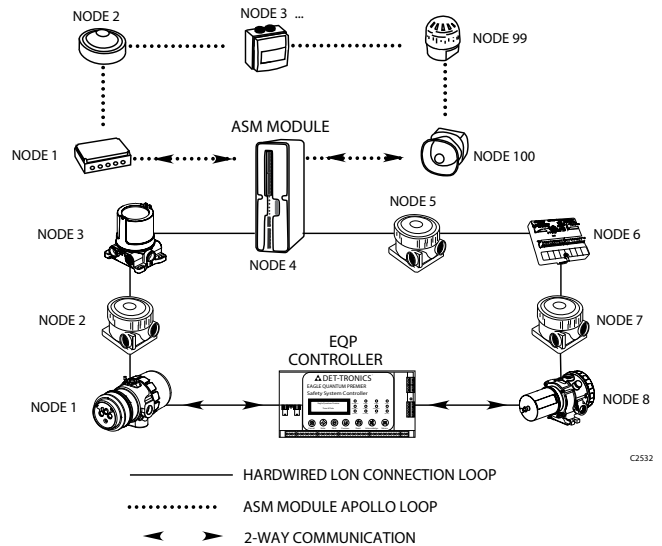 NODE 2
NODE 3 ...
NODE 99
ASM MODULE
NODE 1
NODE 100
NODE 5
NODE 3
NODE 6
NODE 4
NODE 2
NODE 7
EQP
CONTROLLER
DET-TRONICS
EAGLE QUANTUM PREMIER
Safety System Controller
NODE 1
NODE 8
C2532
HARDWIRED LON CONNECTION LOOP
ASM MODULE APOLLO LOOP
2-WAY COMMUNICATION